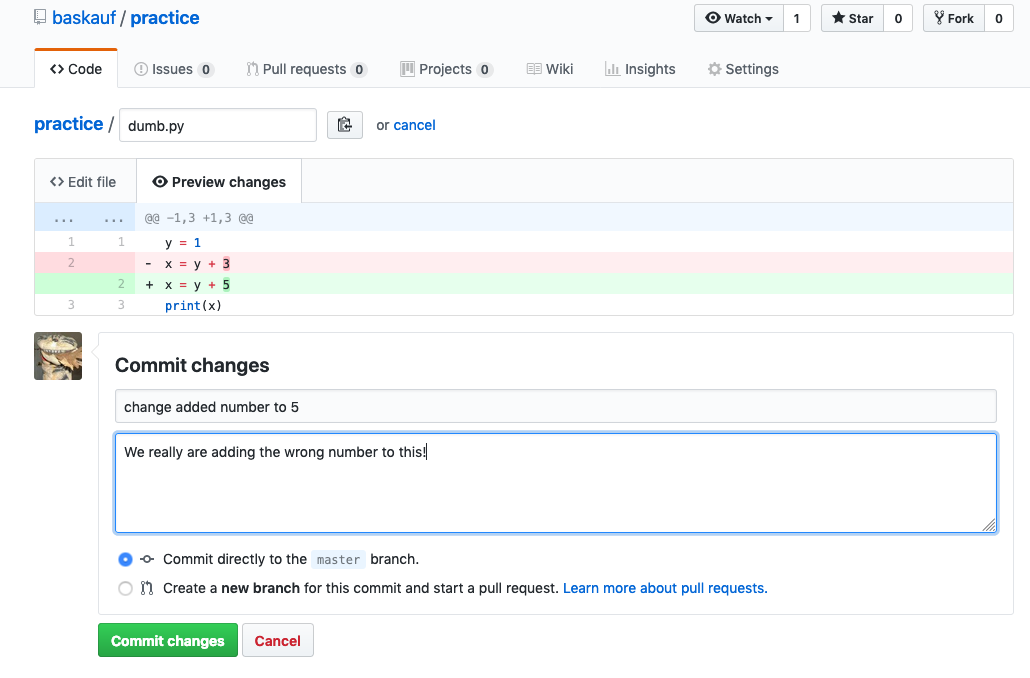 baskauf / practice
Watch 1 Star 0 Fork 0
Code Issues 0 Pull requests 0 Projects 0 Wiki Insights Settings
practice / dumb.py or cancel
Edit file Preview changes
... ... @@ -1,3 +1,3 @@
1 1 y = 1
2 - x = y + 3
2 + x = y + 5
3 3 print(x)
Commit changes
change added number to 5
We really are adding the wrong number to this!
Commit directly to the master branch.
Create a new branch for this commit and start a pull request. Learn more about pull requests.
Commit changes Cancel